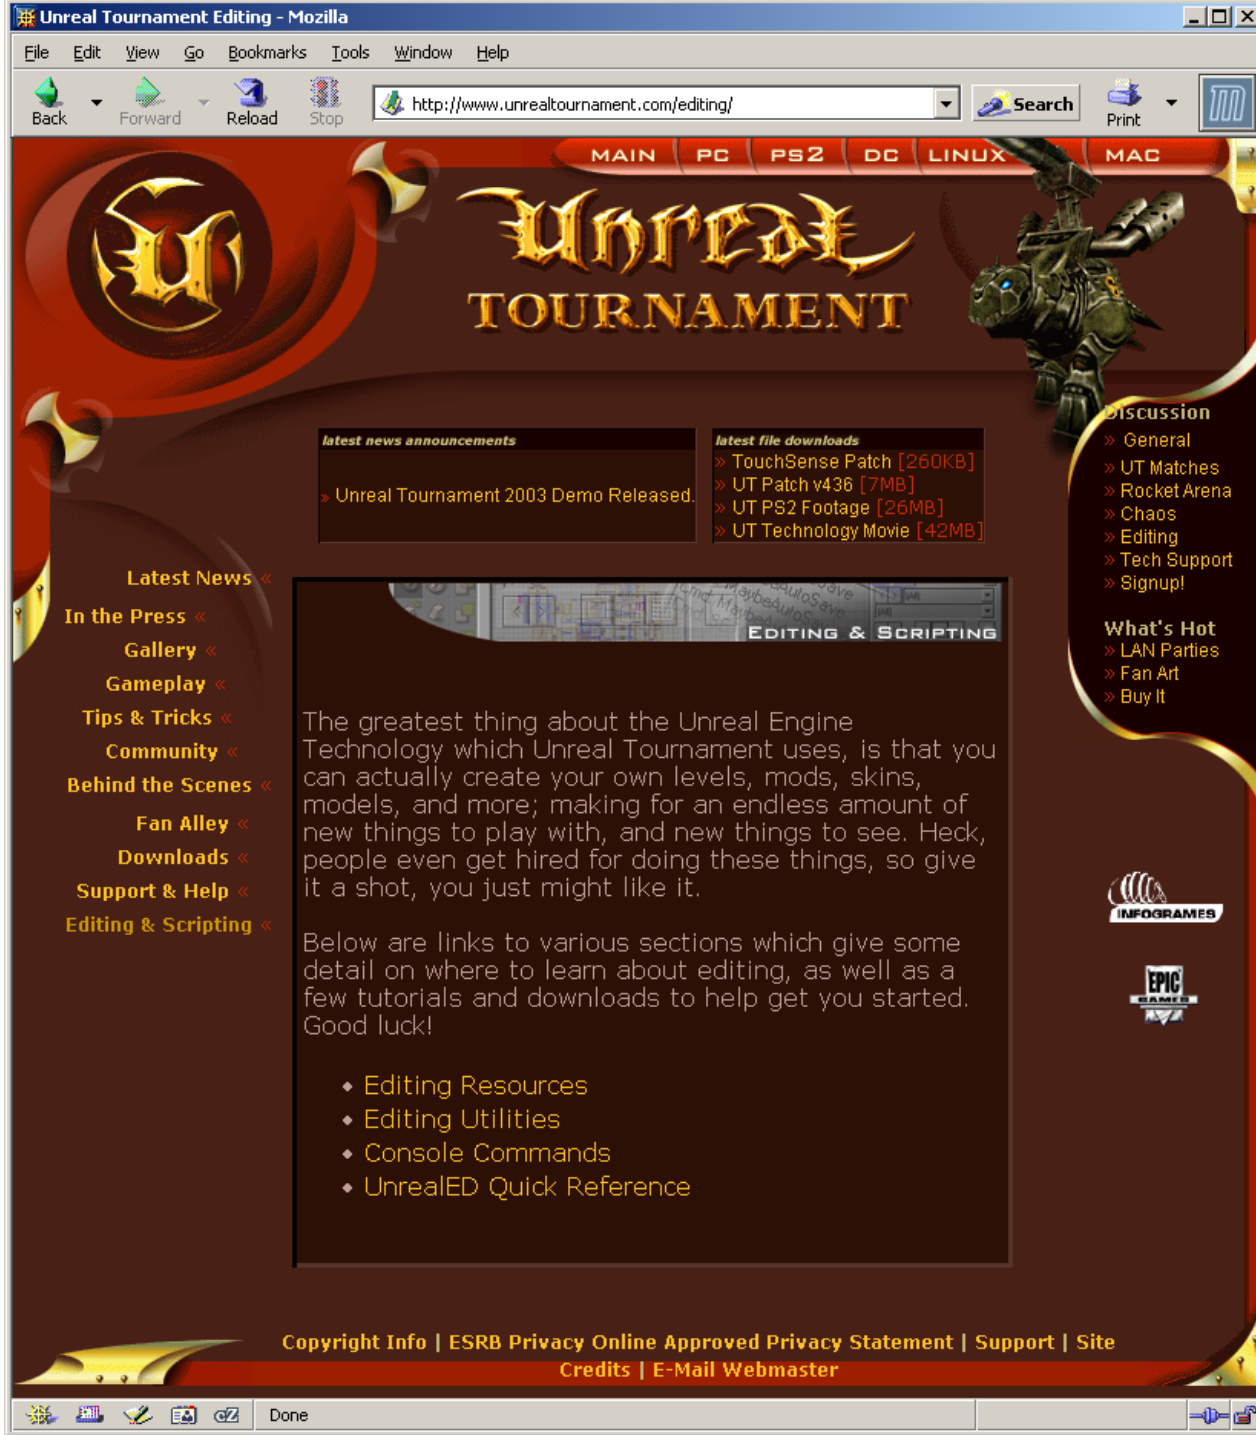 Unreal Tournament Editing - Mozilla
File Edit View Go Bookmarks Tools Window Help
Back Forward Reload Stop http://www.unrealtournament.com/editing/ Search Print
MAIN PC PS2 DC LINUX MAC
Unreal
TOURNAMENT
latest news announcements
» Unreal Tournament 2003 Demo Released.
latest file downloads
» TouchSense Patch [260KB]
» UT Patch v436 [7MB]
» UT PS2 Footage [26MB]
» UT Technology Movie [42MB]
Discussion
» General
» UT Matches
» Rocket Arena
» Chaos
» Editing
» Tech Support
» Signup!
What's Hot
» LAN Parties
» Fan Art
» Buy It
Latest News «
In the Press «
Gallery «
Gameplay «
Tips & Tricks «
Community «
Behind the Scenes «
Fan Alley «
Downloads «
Support & Help «
Editing & Scripting «
EDITING & SCRIPTING
The greatest thing about the Unreal Engine
Technology which Unreal Tournament uses, is that you
can actually create your own levels, mods, skins,
models, and more; making for an endless amount of
new things to play with, and new things to see. Heck,
people even get hired for doing these things, so give
it a shot, you just might like it.
Below are links to various sections which give some
detail on where to learn about editing, as well as a
few tutorials and downloads to help get you started.
Good luck!
Editing Resources
Editing Utilities
Console Commands
UnrealED Quick Reference
INFOGRAMES
EPIC
GAMES
Copyright Info | ESRB Privacy Online Approved Privacy Statement | Support | Site
Credits | E-Mail Webmaster
Done